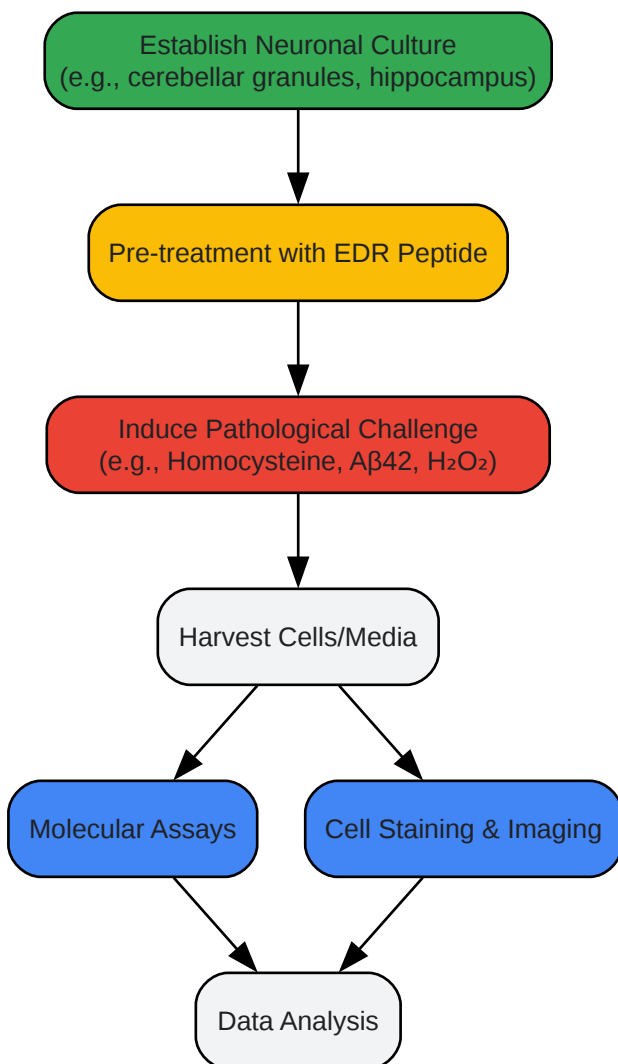 Establish Neuronal Culture
(e.g., cerebellar granules, hippocampus)
Pre-treatment with EDR Peptide
Induce Pathological Challenge
(e.g., Homocysteine, Aβ42, H₂O₂)
Harvest Cells/Media
Molecular Assays
Cell Staining & Imaging
Data Analysis